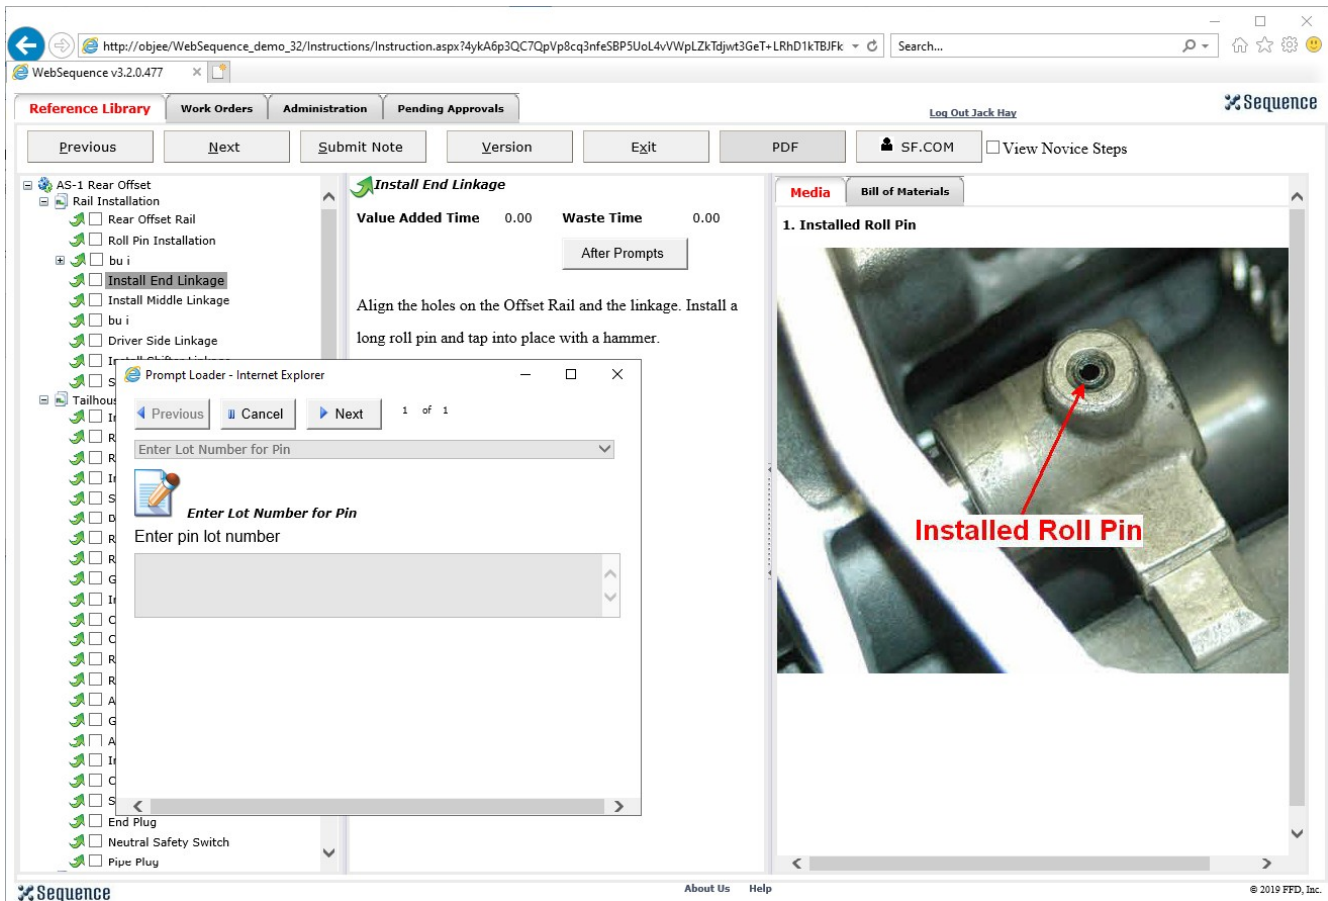 http://objee/WebSequence_demo_32/Instructions/Instruction.aspx?4ykA6p3QC7QpVp8cq3nfeSBP5UoL4vVWpLZkTdjwt3GeT+LRhD1kTBJFk
Search...
WebSequence v3.2.0.477
Reference Library
Work Orders
Administration
Pending Approvals
Log Out Jack Hay
Sequence
Previous
Next
Submit Note
Version
Exit
PDF
SF.COM
View Novice Steps
AS-1 Rear Offset
Rail Installation
Rear Offset Rail
Roll Pin Installation
bu i
Install End Linkage
Install Middle Linkage
bu i
Driver Side Linkage
S
Tailhous
R
R
S
R
R
G
R
R
A
G
A
S
End Plug
Neutral Safety Switch
Pipe Plug
Install End Linkage
Value Added Time 0.00 Waste Time 0.00
After Prompts
Align the holes on the Offset Rail and the linkage. Install a
long roll pin and tap into place with a hammer.
Prompt Loader - Internet Explorer
Previous
Cancel
Next
1 of 1
Enter Lot Number for Pin
Enter Lot Number for Pin
Enter pin lot number
Media
Bill of Materials
1. Installed Roll Pin
Installed Roll Pin
Sequence
About Us Help
© 2019 FFD, Inc.